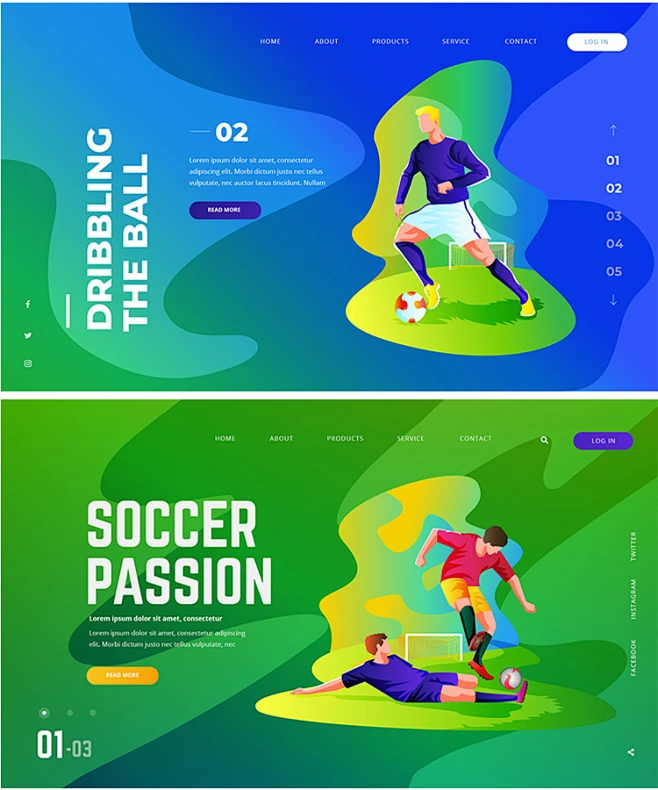 HOME ABOUT PRODUCTS SERVICE CONTACT LOG IN
DRIBBLING
THE BALL
02
Lorem ipsum dolor sit amet, consectetur
adipiscing elit. Morbi dictum justo nec tellus
vulputate, nec auctor lacus tincidunt. Nullam
READ MORE
01
02
03
04
05
HOME ABOUT PRODUCTS SERVICE CONTACT LOG IN
SOCCER
PASSION
Lorem ipsum dolor sit amet, consectetur
Lorem ipsum dolor sit amet, consectetur adipiscing
elit. Morbi dictum justo nec tellus vulputate, nec
READ MORE
01-03
TWITTER
INSTAGRAM
FACEBOOK